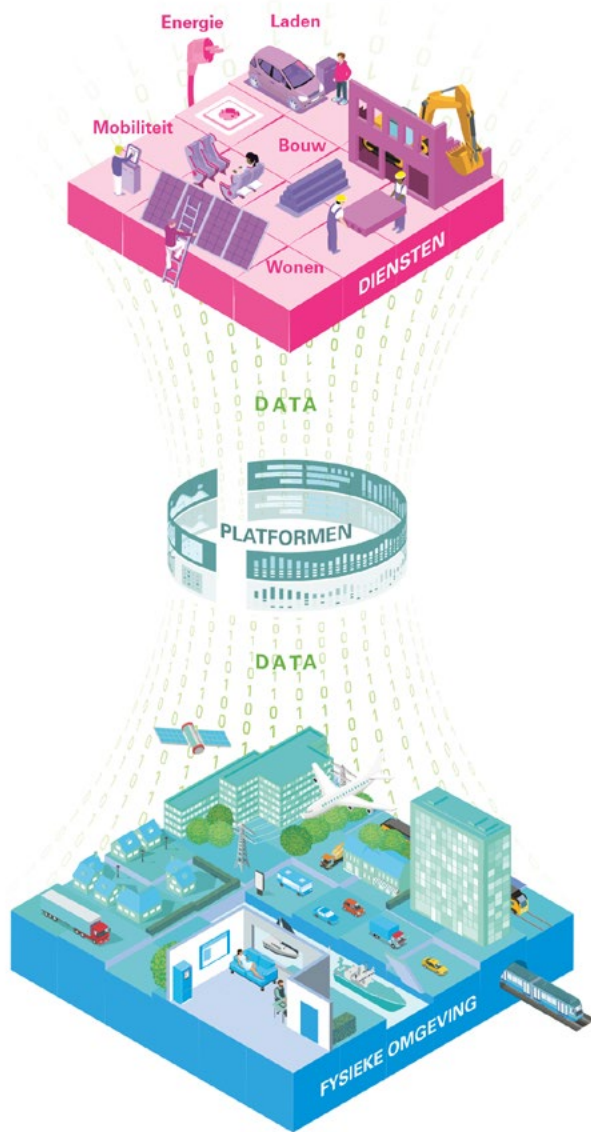 Energie
Laden
Mobiliteit
Bouw
Wonen
DIENSTEN
DATA
PLATFORMEN
DATA
FYSIEKE OMGEVING